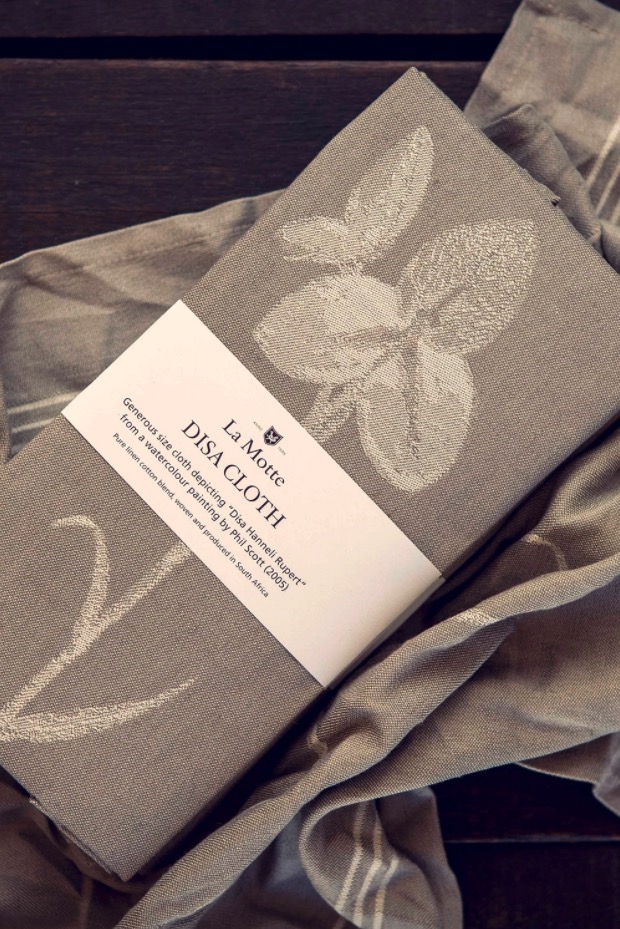 La Motte
DISA CLOTH
Generous size cloth depicting "Disa Hanneli Rupert"
from a watercolour painting by Phil Scott (2005)
Pure linen cotton blend, woven and produced in South Africa